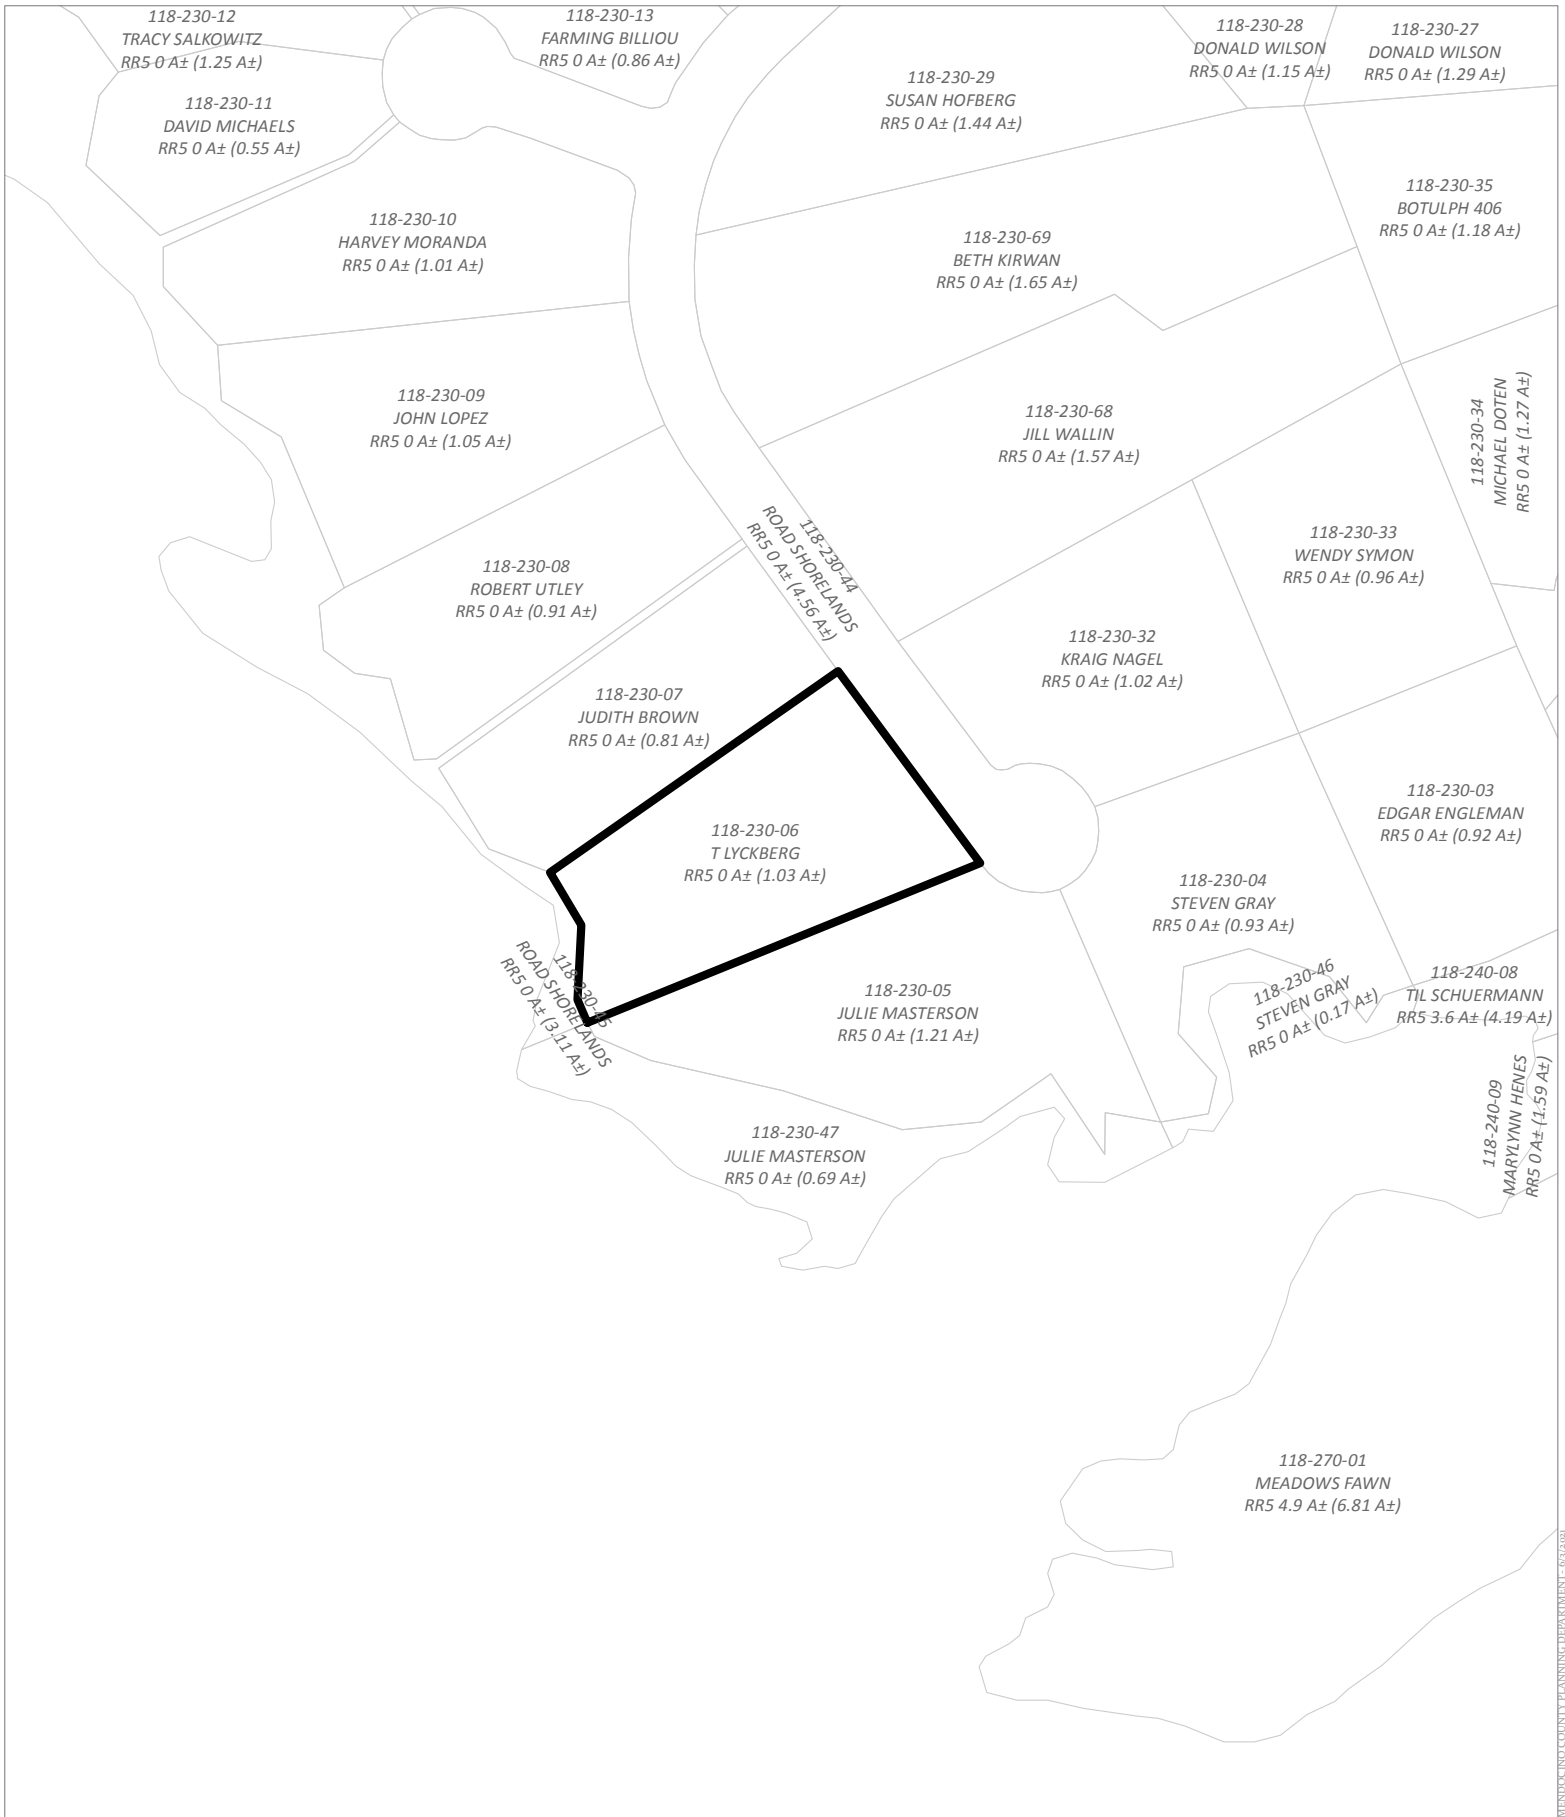 118-230-12
TRACY SALKOWITZ
RR5 0 A± (1.25 A±)
118-230-13
FARMING BILLIOU
RR5 0 A± (0.86 A±)
118-230-28
DONALD WILSON
RR5 0 A± (1.15 A±)
118-230-27
DONALD WILSON
RR5 0 A± (1.29 A±)
118-230-29
SUSAN HOFBERG
RR5 0 A± (1.44 A±)
118-230-11
DAVID MICHAELS
RR5 0 A± (0.55 A±)
118-230-35
BOTULPH 406
RR5 0 A± (1.18 A±)
118-230-10
HARVEY MORANDA
RR5 0 A± (1.01 A±)
118-230-69
BETH KIRWAN
RR5 0 A± (1.65 A±)
118-230-09
JOHN LOPEZ
RR5 0 A± (1.05 A±)
118-230-68
JILL WALLIN
RR5 0 A± (1.57 A±)
118-230-34
MICHAEL DOTEN
RR5 0 A± (1.27 A±)
118-230-44
ROAD SHORELANDS
RR5 0 A± (4.56 A±)
118-230-33
WENDY SYMON
RR5 0 A± (0.96 A±)
118-230-08
ROBERT UTLEY
RR5 0 A± (0.91 A±)
118-230-32
KRAIG NAGEL
RR5 0 A± (1.02 A±)
118-230-07
JUDITH BROWN
RR5 0 A± (0.81 A±)
118-230-03
EDGAR ENGLEMAN
RR5 0 A± (0.92 A±)
118-230-06
T LYCKBERG
RR5 0 A± (1.03 A±)
118-230-04
STEVEN GRAY
RR5 0 A± (0.93 A±)
118-230-45
ROAD SHORELANDS
RR5 0 A± (3.11 A±)
118-230-05
JULIE MASTERSON
RR5 0 A± (1.21 A±)
118-230-46
STEVEN GRAY
RR5 0 A± (0.17 A±)
118-240-08
TIL SCHUERMANN
RR5 3.6 A± (4.19 A±)
118-240-09
MARYLYNN HENES
RR5 0 A± (1.59 A±)
118-230-47
JULIE MASTERSON
RR5 0 A± (0.69 A±)
118-270-01
MEADOWS FAWN
RR5 4.9 A± (6.81 A±)
MENDOCINO COUNTY PLANNING DEPARTMENT - 6/3/2021